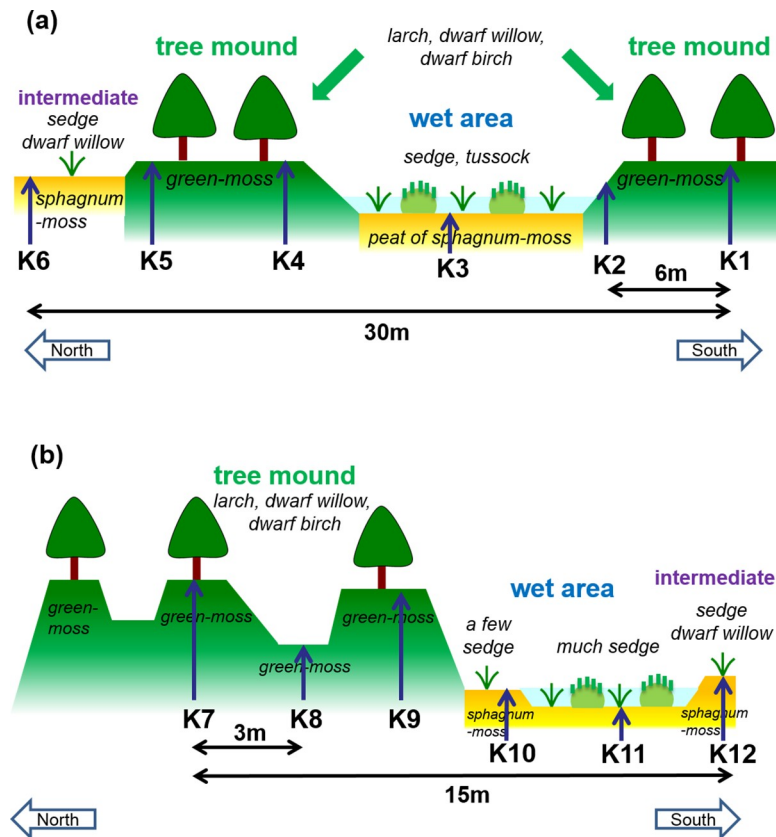 (a)
tree mound
larch, dwarf willow,
dwarf birch
tree mound
intermediate
sedge
dwarf willow
wet area
sedge, tussock
green-moss
green-moss
sphagnum
-moss
peat of sphagnum-moss
K6
K5
K4
K3
K2
K1
6m
30m
North
South
(b)
tree mound
larch, dwarf willow,
dwarf birch
wet area
intermediate
sedge
dwarf willow
a few
sedge
much sedge
green-
moss
green-moss
green-moss
green-moss
sphagnum
-moss
sphagnum
-moss
K7
K8
K9
K10
K11
K12
3m
15m
North
South